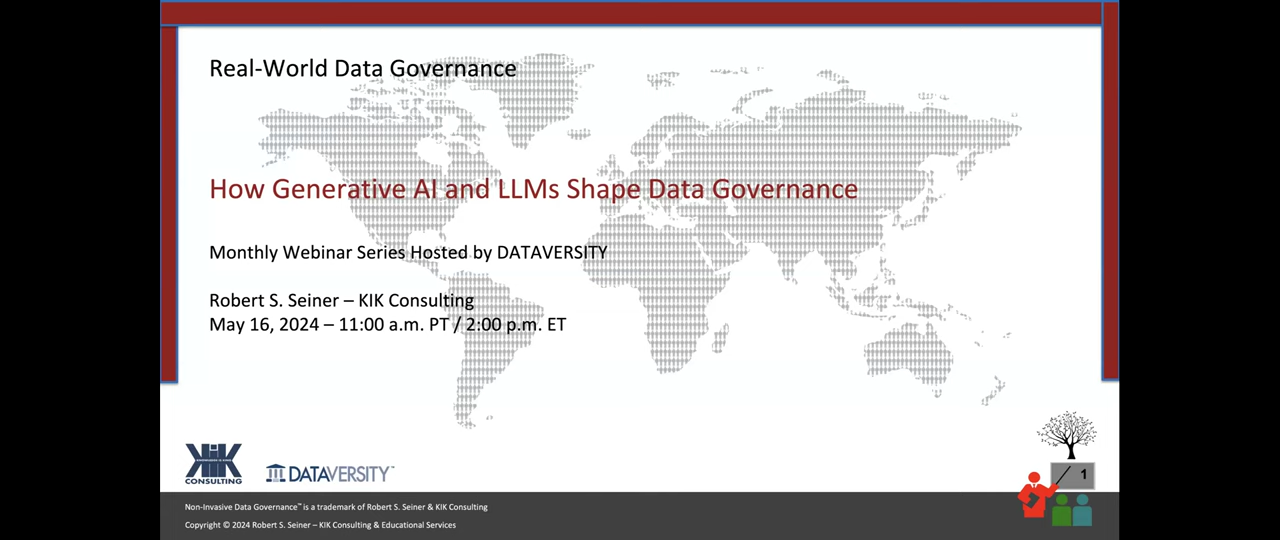 Real-World Data Governance
How Generative AI and LLMs Shape Data Governance
Monthly Webinar Series Hosted by DATAVERSITY
Robert S. Seiner – KIK Consulting
May 16, 2024 – 11:00 a.m. PT / 2:00 p.m. ET
KIK
CONSULTING
DATAVERSITY™
1
Non-Invasive Data Governance™ is a trademark of Robert S. Seiner & KIK Consulting
Copyright © 2024 Robert S. Seiner – KIK Consulting & Educational Services